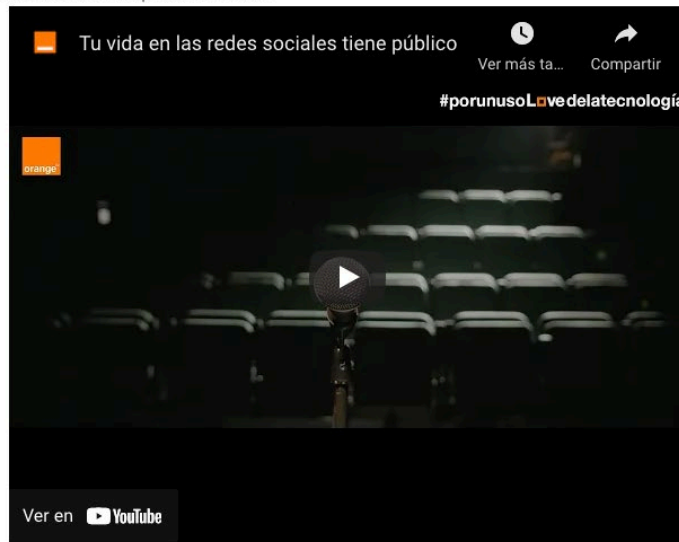 Tu vida en las redes sociales tiene público
Ver más ta...
Compartir
#porunusoLovedelatecnología
orange
Ver en YouTube